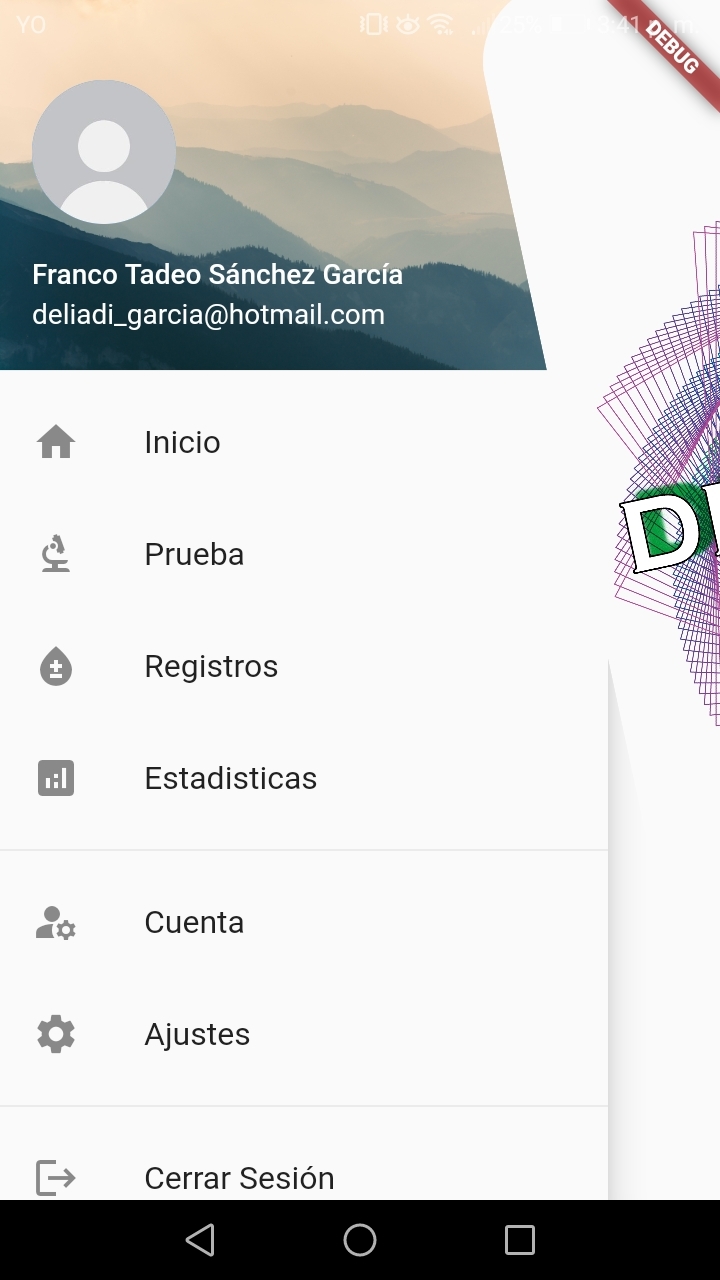 YO 25% 3:41 p. m.
DEBUG
Franco Tadeo Sánchez García
deliadi_garcia@hotmail.com
Inicio
Prueba
Registros
Estadisticas
Cuenta
Ajustes
Cerrar Sesión